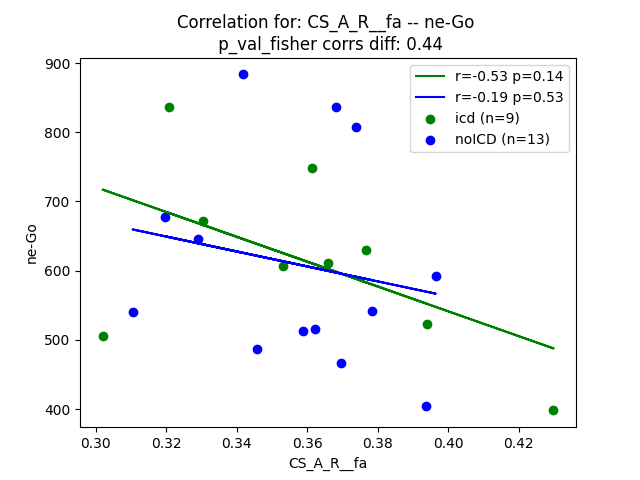 Correlation for: CS_A_R__fa -- ne-Go
p_val_fisher corrs diff: 0.44
r=-0.53 p=0.14
r=-0.19 p=0.53
icd (n=9)
noICD (n=13)
900
800
700
600
500
400
ne-Go
0.30 0.32 0.34 0.36 0.38 0.40 0.42
CS_A_R__fa